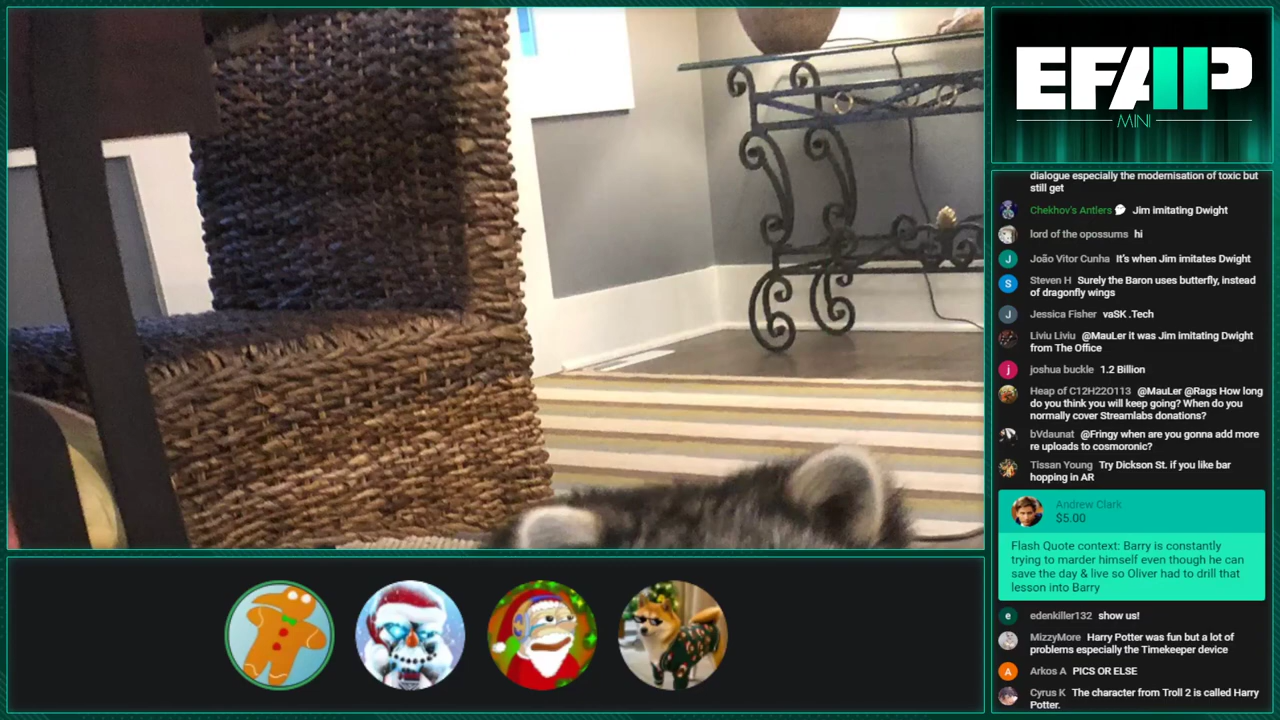 EFAP
MINI
dialogue especially the modernisation of toxic but
still get
Chekhov's Antlers Jim imitating Dwight
lord of the opossums hi
J João Vitor Cunha It's when Jim imitates Dwight
S Steven H Surely the Baron uses butterfly, instead
of dragonfly wings
J Jessica Fisher vaSK .Tech
Liviu Liviu @MauLer it was Jim imitating Dwight
from The Office
j joshua buckle 1.2 Billion
Heap of C12H22O113 @MauLer @Rags How long
do you think you will keep going? When do you
normally cover Streamlabs donations?
bVdaunat @Fringy when are you gonna add more
re uploads to cosmoronic?
Tissan Young Try Dickson St. if you like bar
hopping in AR
Andrew Clark
$5.00
Flash Quote context: Barry is constantly
trying to marder himself even though he can
save the day & live so Oliver had to drill that
lesson into Barry
e edenkiller132 show us!
MizzyMore Harry Potter was fun but a lot of
problems especially the Timekeeper device
A Arkos A PICS OR ELSE
Cyrus K The character from Troll 2 is called Harry
Potter.